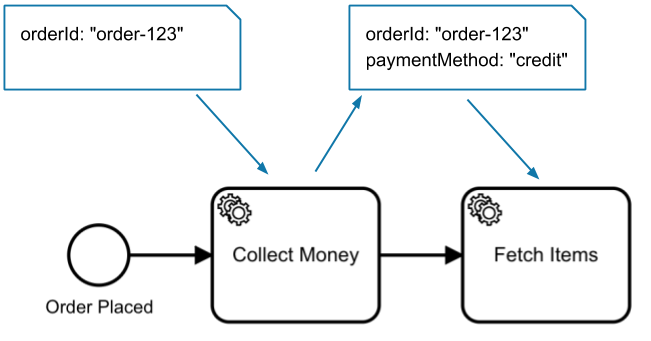 orderId: "order-123"
orderId: "order-123"
paymentMethod: "credit"
Collect Money
Fetch Items
Order Placed